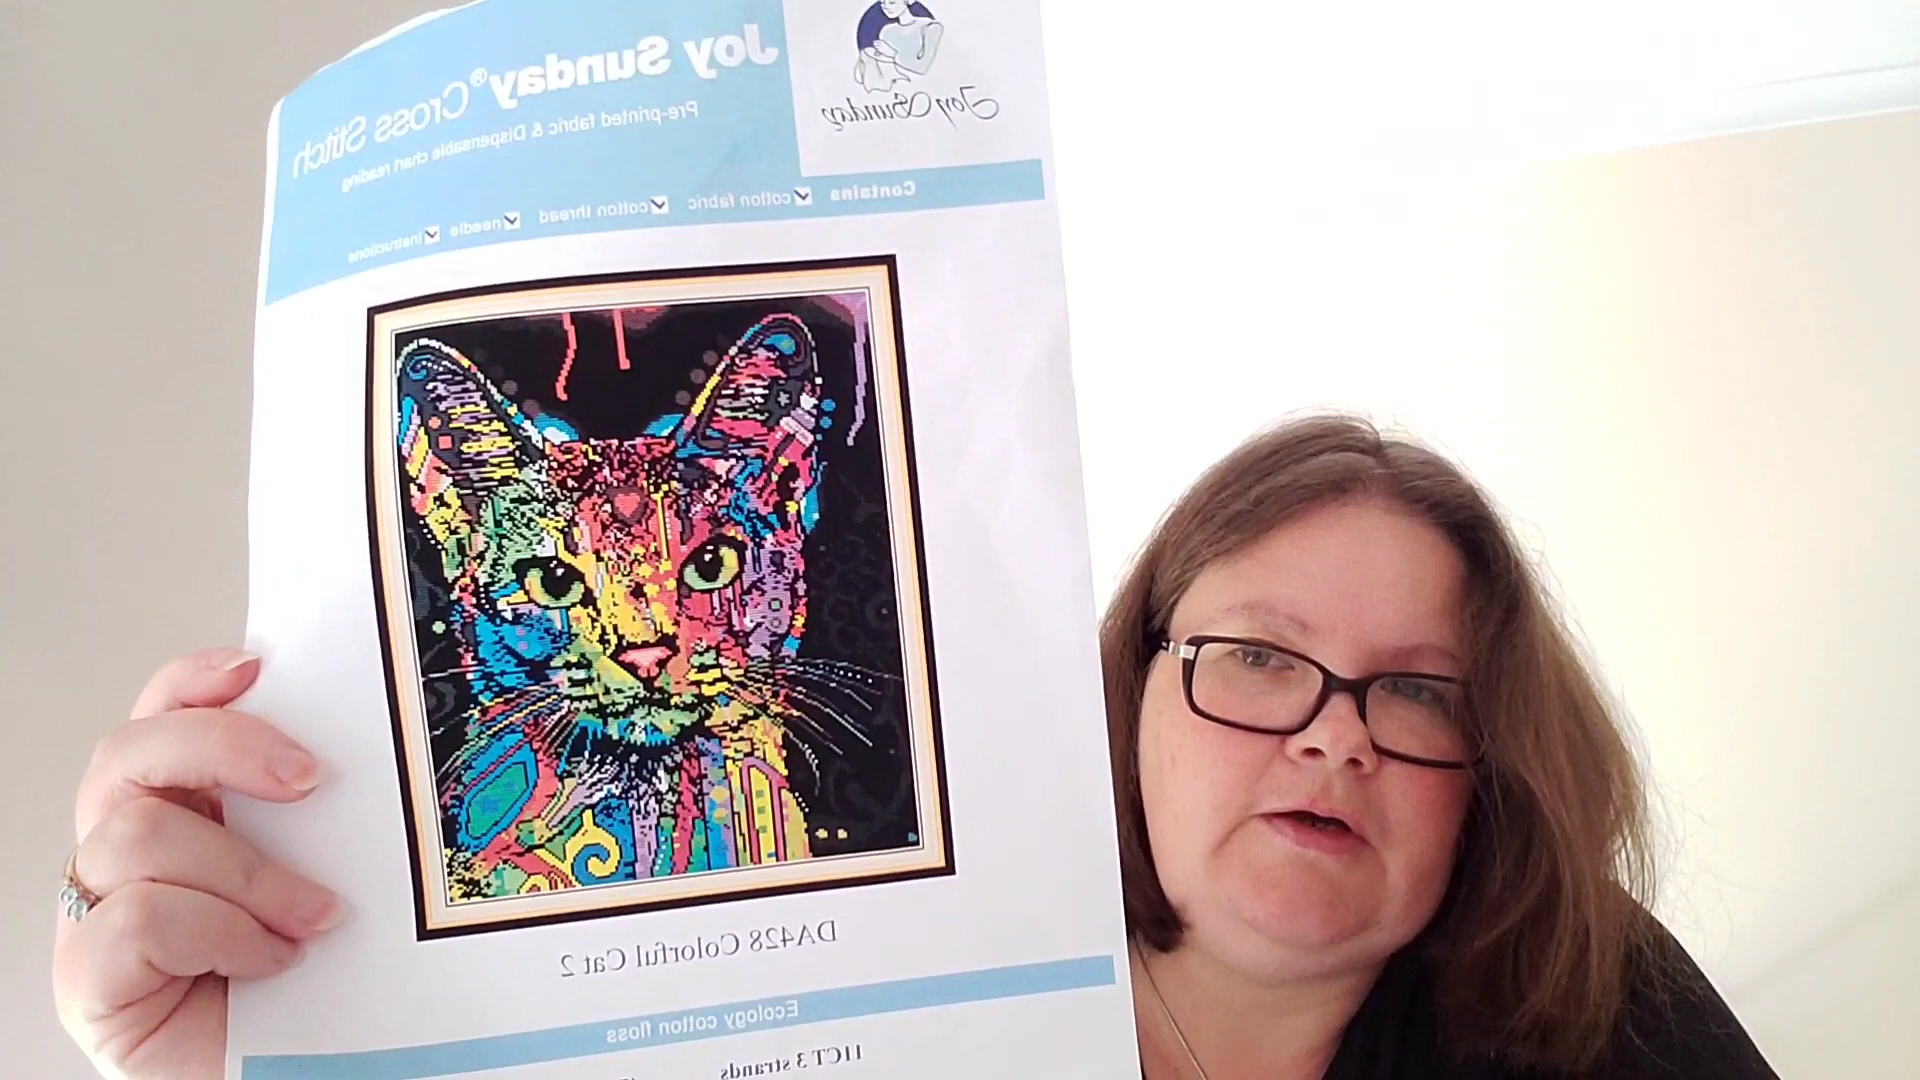 Joy Sunday
Joy Sunday® Cross Stitch
Pre-printed fabric & Dispensable chart reading
Contains cotton fabric cotton thread needle instructions
DA428 Colorful Cat 2
Ecology cotton floss
11CT 3 strands